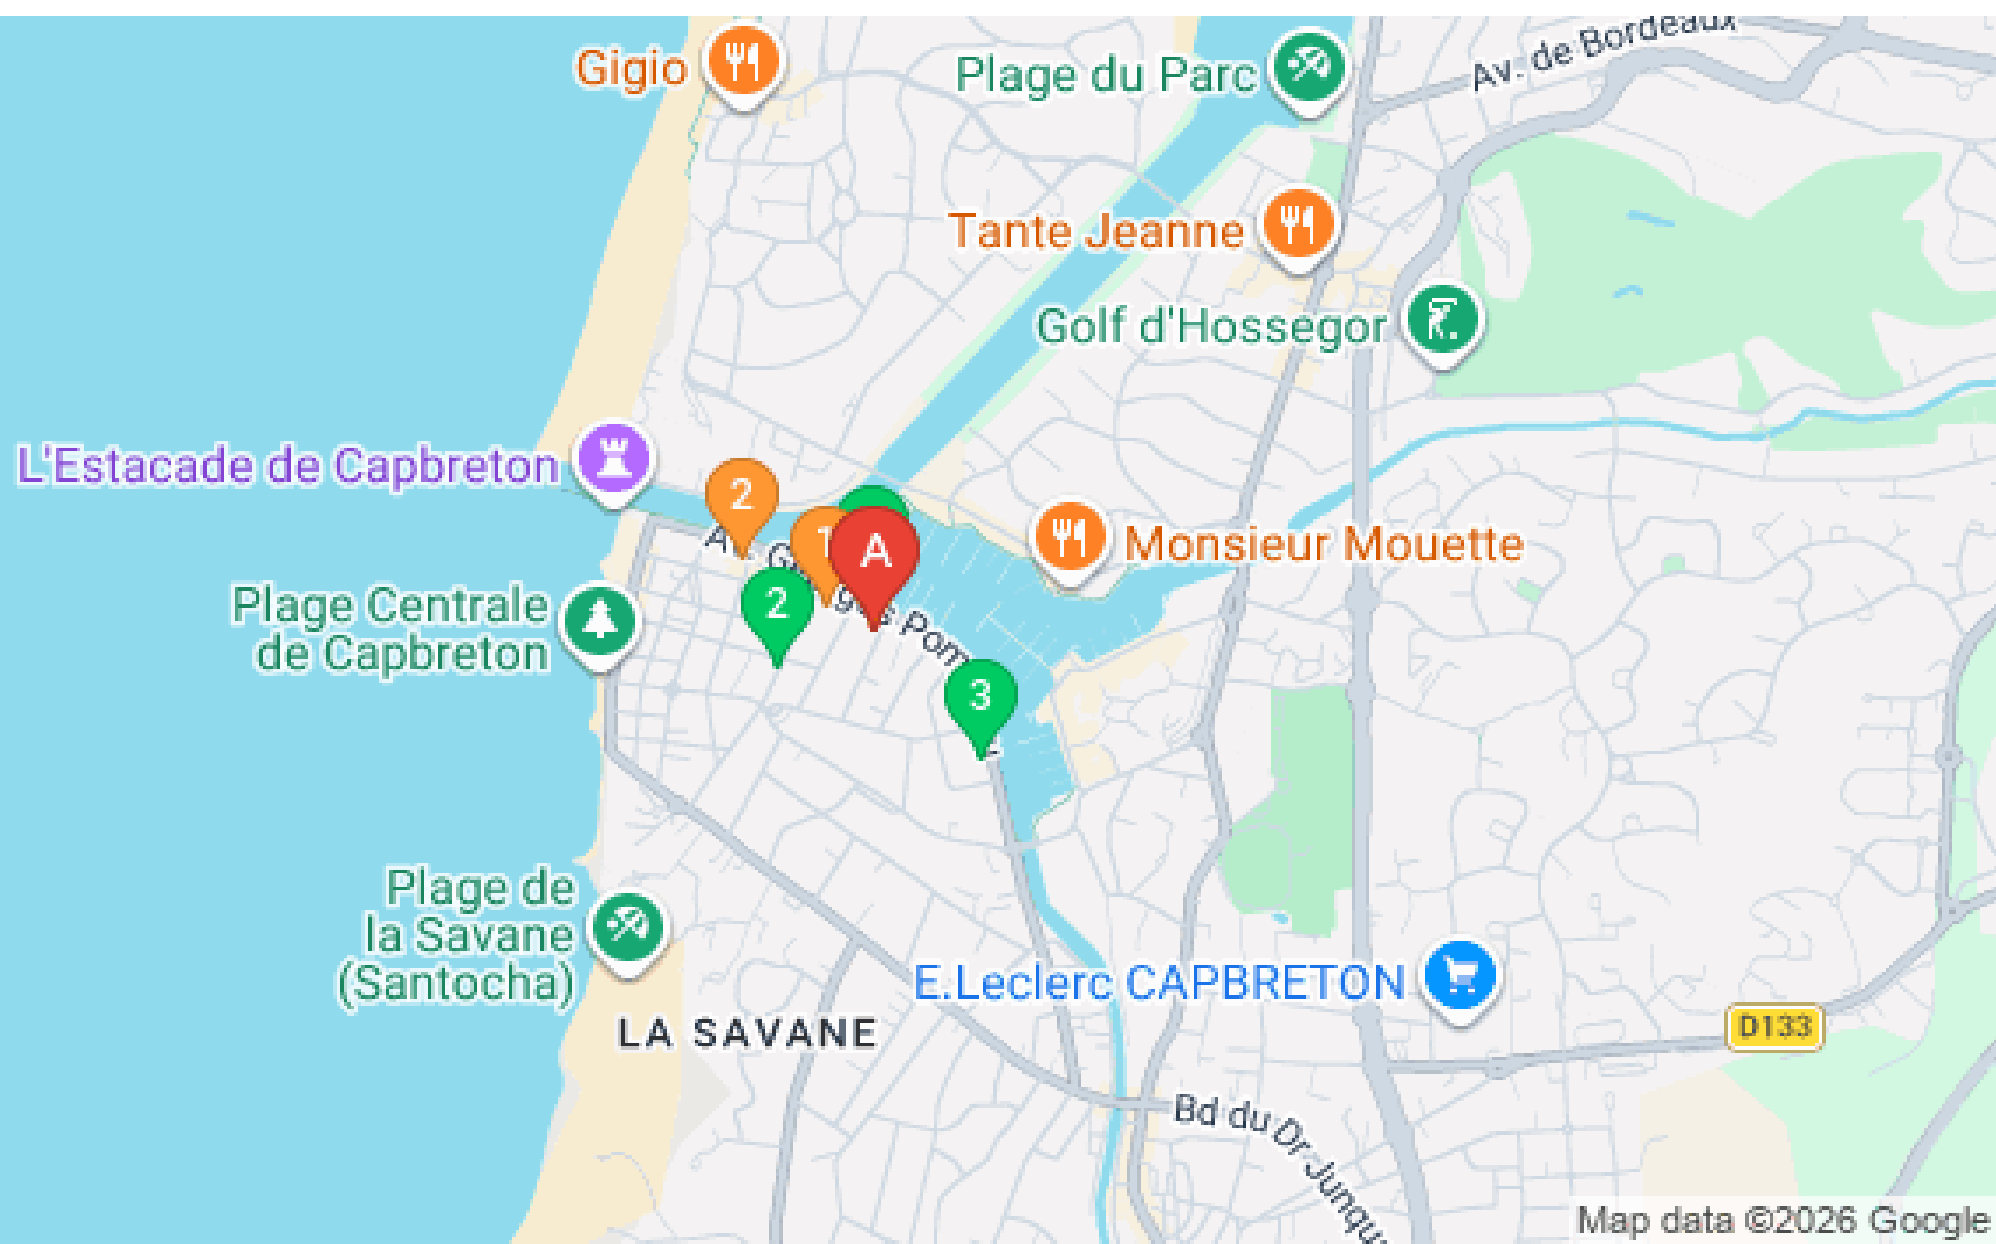 Gigio
Plage du Parc
Av. de Bordeaux
Tante Jeanne
Golf d'Hossegor
L'Estacade de Capbreton
2
1
A
Monsieur Mouette
Plage Centrale
de Capbreton
2
3
Plage de
la Savane
(Santocha)
E.Leclerc CAPBRETON
LA SAVANE
D133
Bd du Dr
Map data ©2026 Google